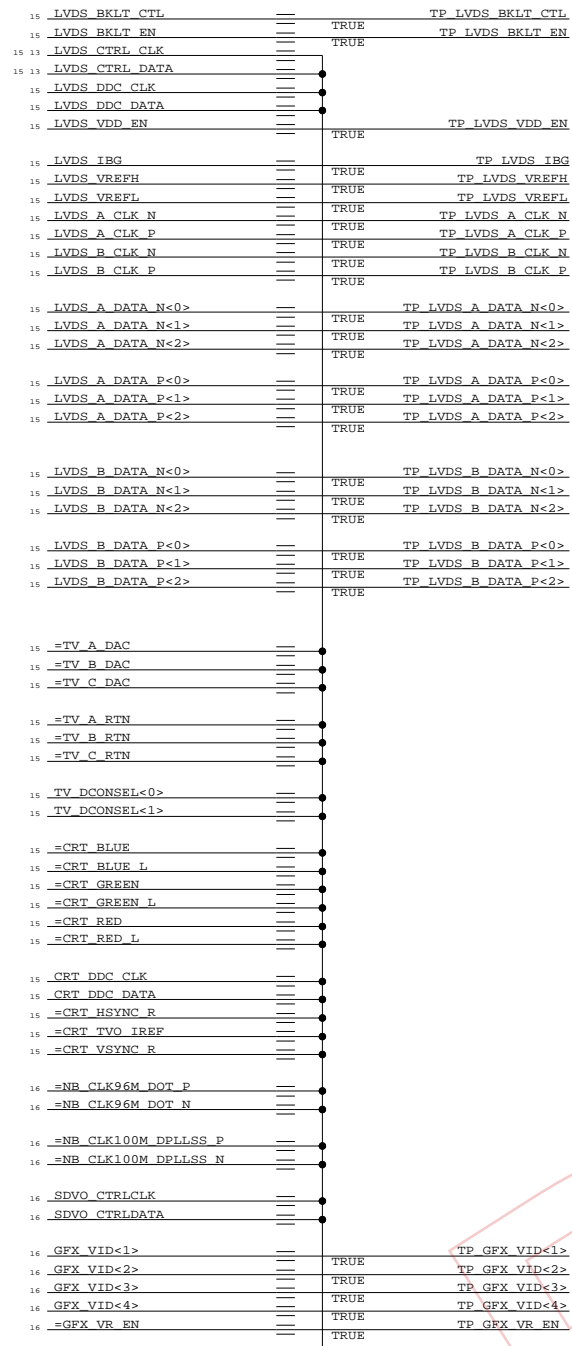 15 LVDS_BKLT_CTL TP_LVDS_BKLT_CTL
TRUE
15 LVDS_BKLT_EN TP_LVDS_BKLT_EN
TRUE
15 13 LVDS_CTRL_CLK
15 13 LVDS_CTRL_DATA
15 LVDS_DDC_CLK
15 LVDS_DDC_DATA
15 LVDS_VDD_EN TP_LVDS_VDD_EN
TRUE
15 LVDS_IBG TP_LVDS_IBG
TRUE
15 LVDS_VREFH TP_LVDS_VREFH
TRUE
15 LVDS_VREFL TP_LVDS_VREFL
TRUE
15 LVDS_A_CLK_N TP_LVDS_A_CLK_N
TRUE
15 LVDS_A_CLK_P TP_LVDS_A_CLK_P
TRUE
15 LVDS_B_CLK_N TP_LVDS_B_CLK_N
TRUE
15 LVDS_B_CLK_P TP_LVDS_B_CLK_P
TRUE
15 LVDS_A_DATA_N<0> TP_LVDS_A_DATA_N<0>
TRUE
15 LVDS_A_DATA_N<1> TP_LVDS_A_DATA_N<1>
TRUE
15 LVDS_A_DATA_N<2> TP_LVDS_A_DATA_N<2>
TRUE
15 LVDS_A_DATA_P<0> TP_LVDS_A_DATA_P<0>
TRUE
15 LVDS_A_DATA_P<1> TP_LVDS_A_DATA_P<1>
TRUE
15 LVDS_A_DATA_P<2> TP_LVDS_A_DATA_P<2>
TRUE
15 LVDS_B_DATA_N<0> TP_LVDS_B_DATA_N<0>
TRUE
15 LVDS_B_DATA_N<1> TP_LVDS_B_DATA_N<1>
TRUE
15 LVDS_B_DATA_N<2> TP_LVDS_B_DATA_N<2>
TRUE
15 LVDS_B_DATA_P<0> TP_LVDS_B_DATA_P<0>
TRUE
15 LVDS_B_DATA_P<1> TP_LVDS_B_DATA_P<1>
TRUE
15 LVDS_B_DATA_P<2> TP_LVDS_B_DATA_P<2>
TRUE
15 =TV_A_DAC
15 =TV_B_DAC
15 =TV_C_DAC
15 =TV_A_RTN
15 =TV_B_RTN
15 =TV_C_RTN
15 TV_DCONSEL<0>
15 TV_DCONSEL<1>
15 =CRT_BLUE
15 =CRT_BLUE_L
15 =CRT_GREEN
15 =CRT_GREEN_L
15 =CRT_RED
15 =CRT_RED_L
15 CRT_DDC_CLK
15 CRT_DDC_DATA
15 =CRT_HSYNC_R
15 =CRT_TVO_IREF
15 =CRT_VSYNC_R
16 =NB_CLK96M_DOT_P
16 =NB_CLK96M_DOT_N
16 =NB_CLK100M_DPLLSS_P
16 =NB_CLK100M_DPLLSS_N
16 SDVO_CTRLCLK
16 SDVO_CTRLDATA
16 GFX_VID<1> TP_GFX_VID<1>
TRUE
16 GFX_VID<2> TP_GFX_VID<2>
TRUE
16 GFX_VID<3> TP_GFX_VID<3>
TRUE
16 GFX_VID<4> TP_GFX_VID<4>
TRUE
16 =GFX_VR_EN TP_GFX_VR_EN
TRUE